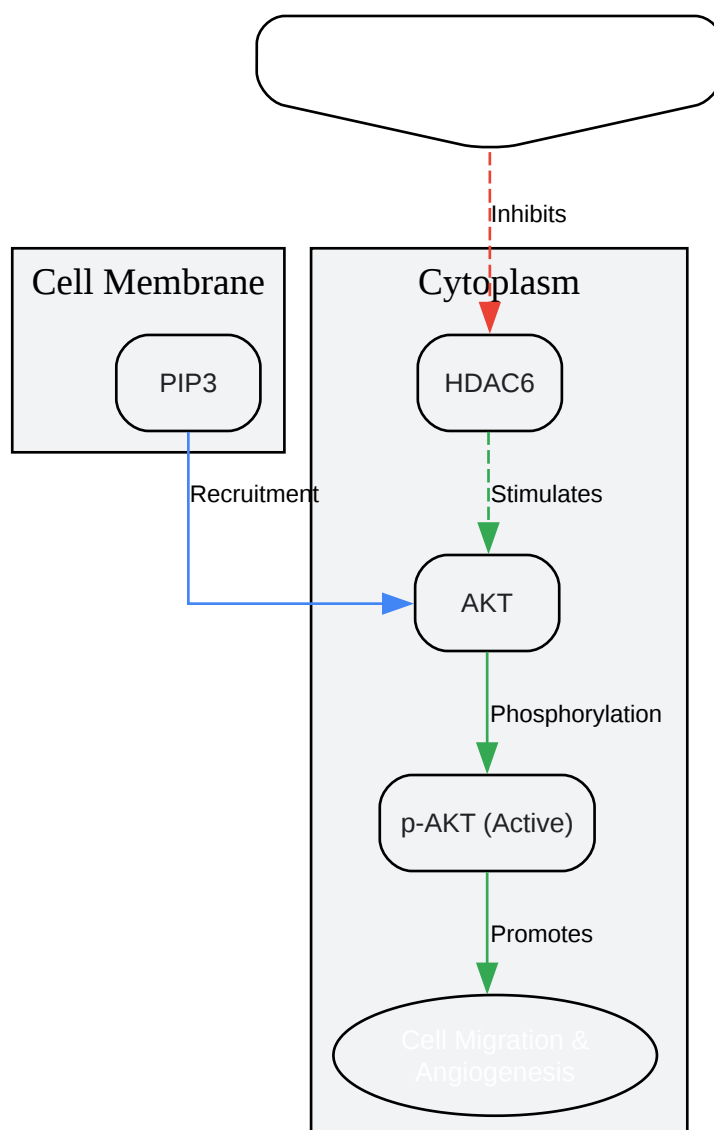 Inhibits
Cell Membrane
Cytoplasm
PIP3
HDAC6
Recruitment
Stimulates
AKT
Phosphorylation
p-AKT (Active)
Promotes
Cell Migration &
Angiogenesis